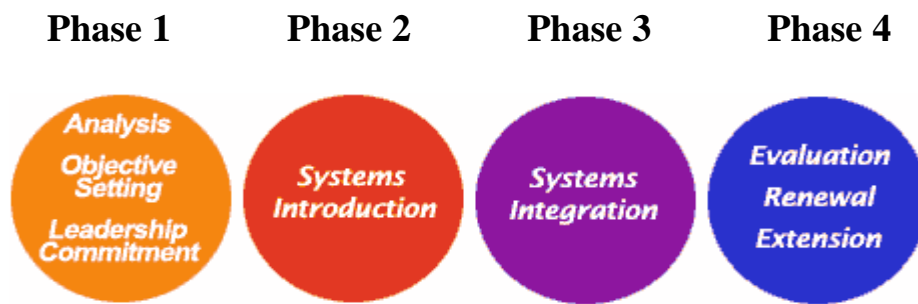 Phase 1 Phase 2 Phase 3 Phase 4
Analysis
Objective
Setting
Leadership
Commitment
Systems
Introduction
Systems
Integration
Evaluation
Renewal
Extension